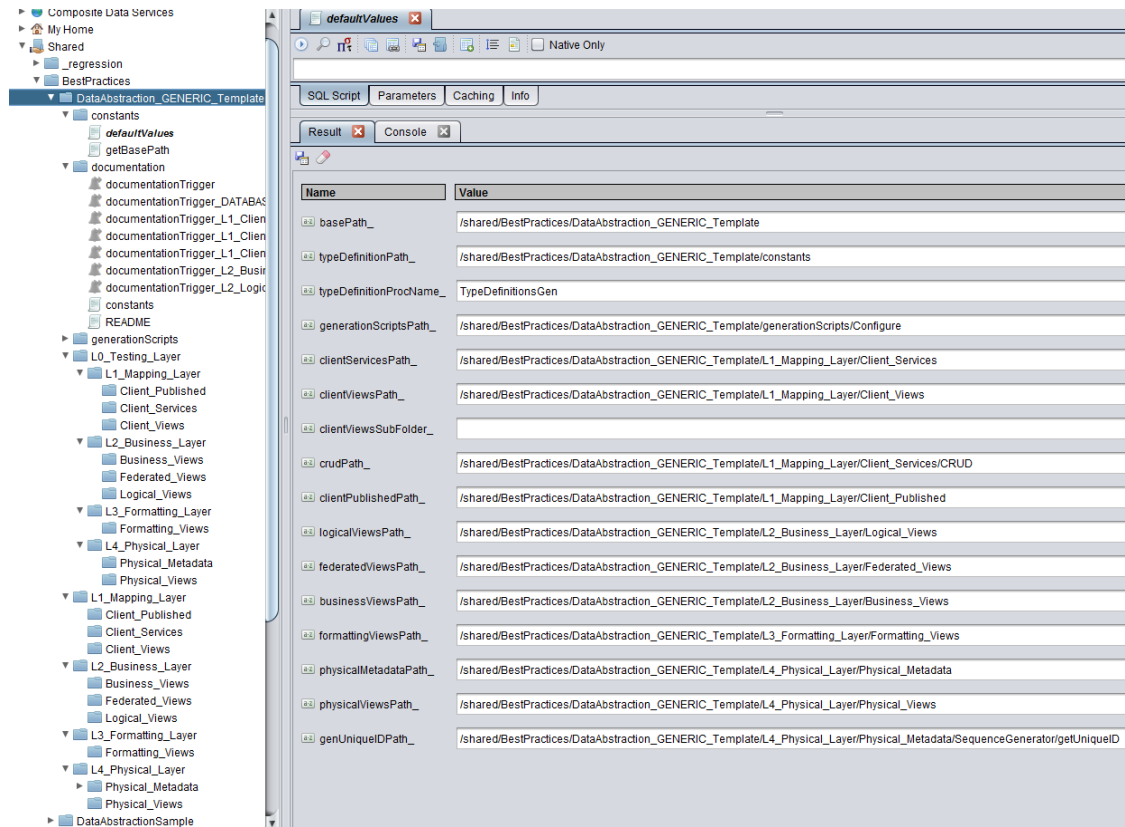 Composite Data Services
My Home
Shared
_regression
BestPractices
DataAbstraction_GENERIC_Template
constants
defaultValues
getBasePath
documentation
documentationTrigger
documentationTrigger_DATABAS
documentationTrigger_L1_Clien
documentationTrigger_L1_Clien
documentationTrigger_L1_Clien
documentationTrigger_L2_Busin
documentationTrigger_L2_Logic
constants
README
generationScripts
L0_Testing_Layer
L1_Mapping_Layer
Client_Published
Client_Services
Client_Views
L2_Business_Layer
Business_Views
Federated_Views
Logical_Views
L3_Formatting_Layer
Formatting_Views
L4_Physical_Layer
Physical_Metadata
Physical_Views
L1_Mapping_Layer
Client_Published
Client_Services
Client_Views
L2_Business_Layer
Business_Views
Federated_Views
Logical_Views
L3_Formatting_Layer
Formatting_Views
L4_Physical_Layer
Physical_Metadata
Physical_Views
DataAbstractionSample
defaultValues
Native Only
SQL Script Parameters Caching Info
Result Console
Name Value
basePath_ /shared/BestPractices/DataAbstraction_GENERIC_Template
typeDefinitionPath_ /shared/BestPractices/DataAbstraction_GENERIC_Template/constants
typeDefinitionProcName_ TypeDefinitionsGen
generationScriptsPath_ /shared/BestPractices/DataAbstraction_GENERIC_Template/generationScripts/Configure
clientServicesPath_ /shared/BestPractices/DataAbstraction_GENERIC_Template/L1_Mapping_Layer/Client_Services
clientViewsPath_ /shared/BestPractices/DataAbstraction_GENERIC_Template/L1_Mapping_Layer/Client_Views
clientViewsSubFolder_
crudPath_ /shared/BestPractices/DataAbstraction_GENERIC_Template/L1_Mapping_Layer/Client_Services/CRUD
clientPublishedPath_ /shared/BestPractices/DataAbstraction_GENERIC_Template/L1_Mapping_Layer/Client_Published
logicalViewsPath_ /shared/BestPractices/DataAbstraction_GENERIC_Template/L2_Business_Layer/Logical_Views
federatedViewsPath_ /shared/BestPractices/DataAbstraction_GENERIC_Template/L2_Business_Layer/Federated_Views
businessViewsPath_ /shared/BestPractices/DataAbstraction_GENERIC_Template/L2_Business_Layer/Business_Views
formattingViewsPath_ /shared/BestPractices/DataAbstraction_GENERIC_Template/L3_Formatting_Layer/Formatting_Views
physicalMetadataPath_ /shared/BestPractices/DataAbstraction_GENERIC_Template/L4_Physical_Layer/Physical_Metadata
physicalViewsPath_ /shared/BestPractices/DataAbstraction_GENERIC_Template/L4_Physical_Layer/Physical_Views
genUniqueIDPath_ /shared/BestPractices/DataAbstraction_GENERIC_Template/L4_Physical_Layer/Physical_Metadata/SequenceGenerator/getUniqueID